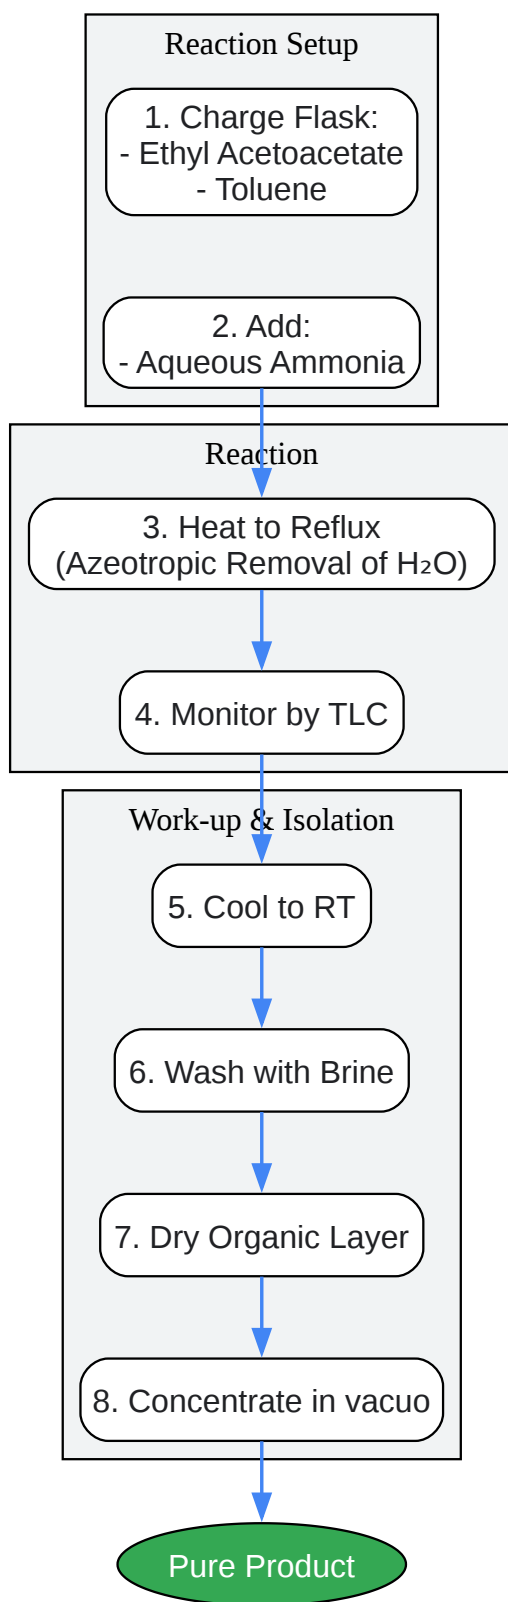 Reaction Setup
1. Charge Flask:
- Ethyl Acetoacetate
- Toluene
2. Add:
- Aqueous Ammonia
Reaction
3. Heat to Reflux
(Azeotropic Removal of H₂O)
4. Monitor by TLC
Work-up & Isolation
5. Cool to RT
6. Wash with Brine
7. Dry Organic Layer
8. Concentrate in vacuo
Pure Product